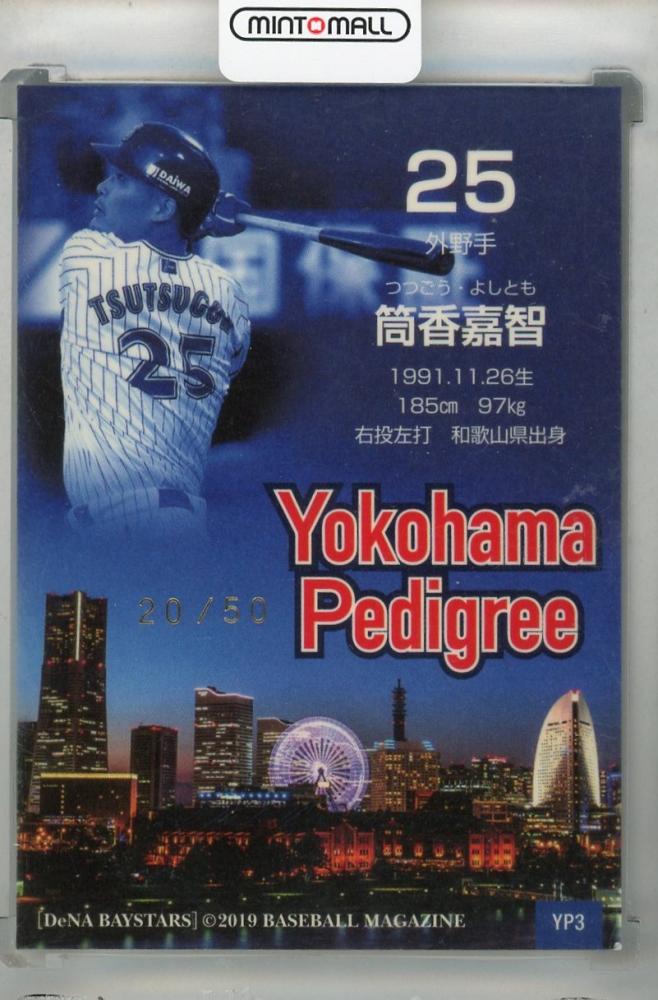 MINT MALL
25
外野手
つつごう・よしとも
筒香嘉智
1991.11.26生
185cm 97kg
右投左打 和歌山県出身
DAIWA
TSUTSUGO
25
Yokohama
Pedigree
20/50
[DeNA BAYSTARS] ©2019 BASEBALL MAGAZINE
YP3